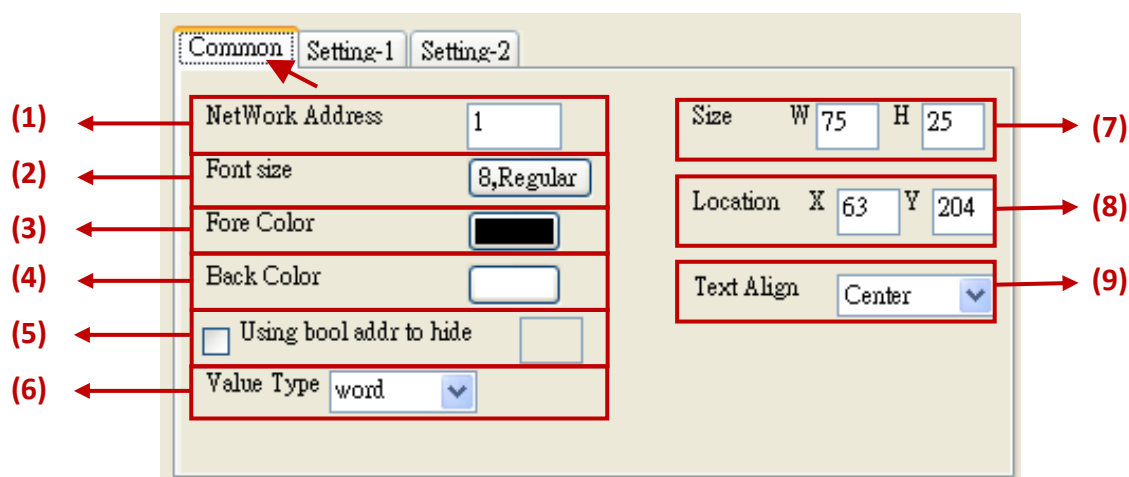 Common Setting-1 Setting-2
(1) NetWork Address 1
(2) Font size 8,Regular
(3) Fore Color
(4) Back Color
(5) Using bool addr to hide
(6) Value Type word
Size W 75 H 25 (7)
Location X 63 Y 204 (8)
Text Align Center (9)